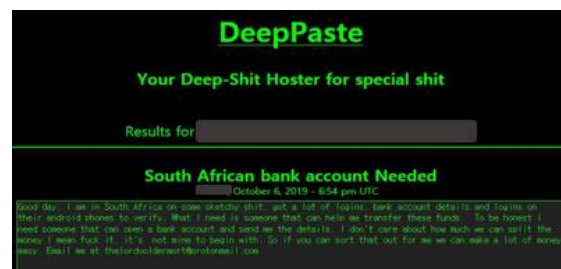 DeepPaste
Your Deep-Shit Hoster for special shit
Results for
South African bank account Needed
October 6, 2019 - 6:54 pm UTC
Good day. I am in South Africa on some sketchy shit. got a lot of logins, bank account details and logins on
their android phones to verify. What I need is someone that can help me transfer these funds. To be honest I
need someone that can open a bank account and send me the details. I don't care about how much we can split the
money I mean fuck it, it's not mine to begin with. So if you can sort that out for me we can make a lot of money
easy. Email me at thelordvoldermort@protonmail.com